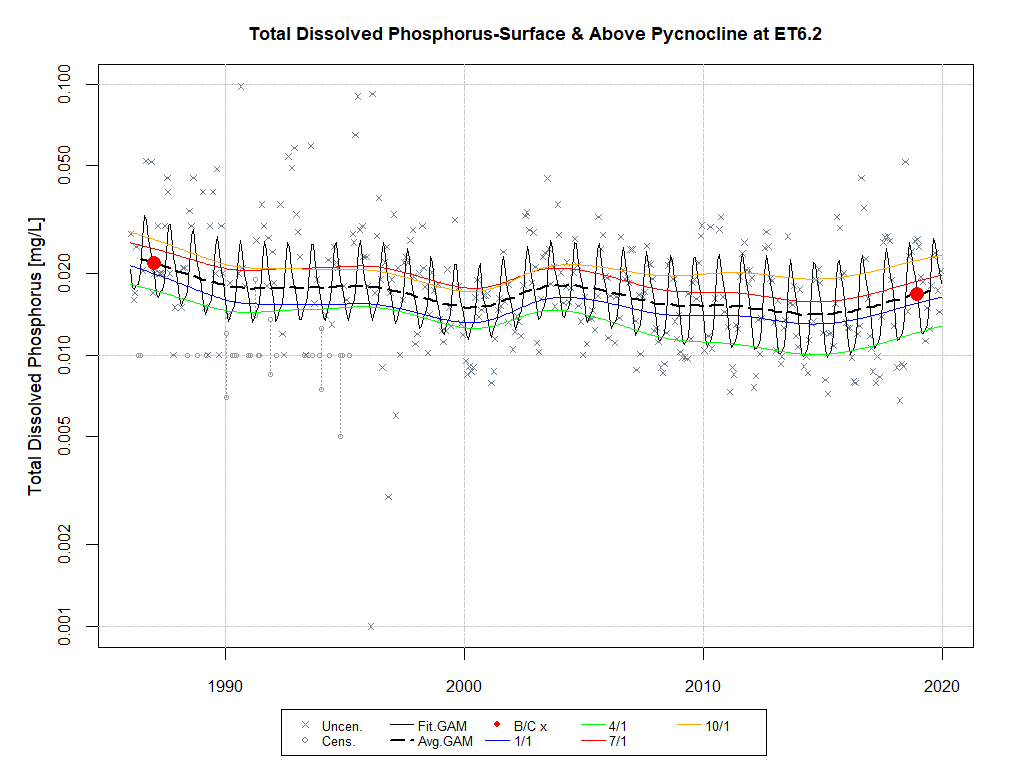 Total Dissolved Phosphorus-Surface & Above Pycnocline at ET6.2
Total Dissolved Phosphorus [mg/L]
0.100
0.050
0.020
0.010
0.005
0.002
0.001
1990 2000 2010 2020
Uncen. Fit.GAM B/C x 4/1 10/1
Cens. Avg.GAM 1/1 7/1